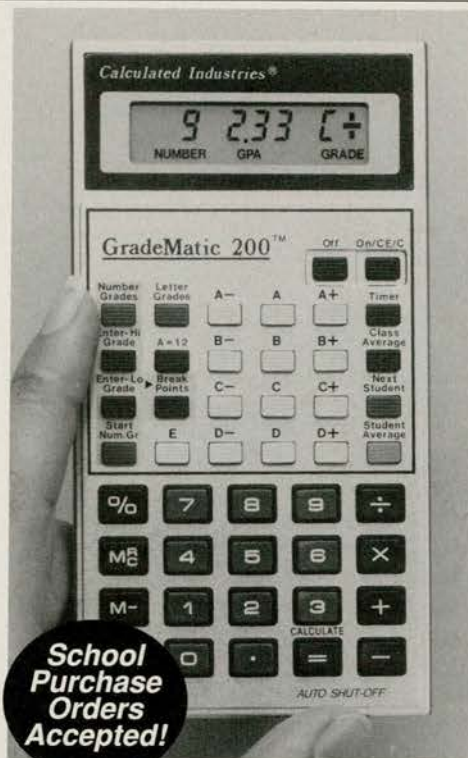 Calculated Industries®
9 2.33 C+
NUMBER GPA GRADE
GradeMatic 200™
Off On/CE/C
Number Grades Letter Grades A− A A+ Timer
Enter-Hi Grade A=12 B− B B+ Class Average
Enter-Lo Grade ▸ Break Points C− C C+ Next Student
Start Num.Gr E D− D D+ Student Average
% 7 8 9 ÷
MRC 4 5 6 ×
M− 1 2 3 +
CALCULATE
0 . = −
AUTO SHUT-OFF
School
Purchase
Orders
Accepted!